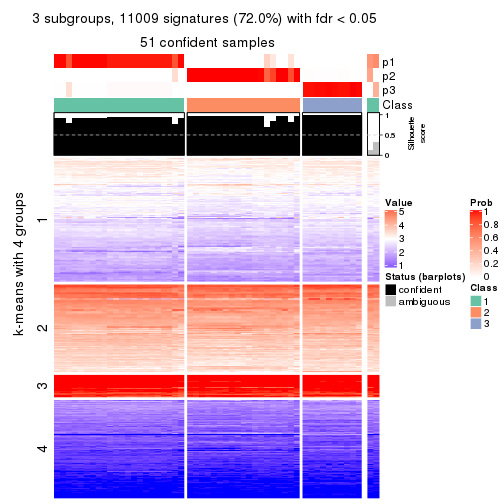 3 subgroups, 11009 signatures (72.0%) with fdr < 0.05
51 confident samples
p1
p2
p3
Class
1
0.5
0
Silhouette
score
k-means with 4 groups
1
2
3
4
Value
5
4
3
2
1
Status (barplots)
confident
ambiguous
Prob
1
0.8
0.6
0.4
0.2
0
Class
1
2
3